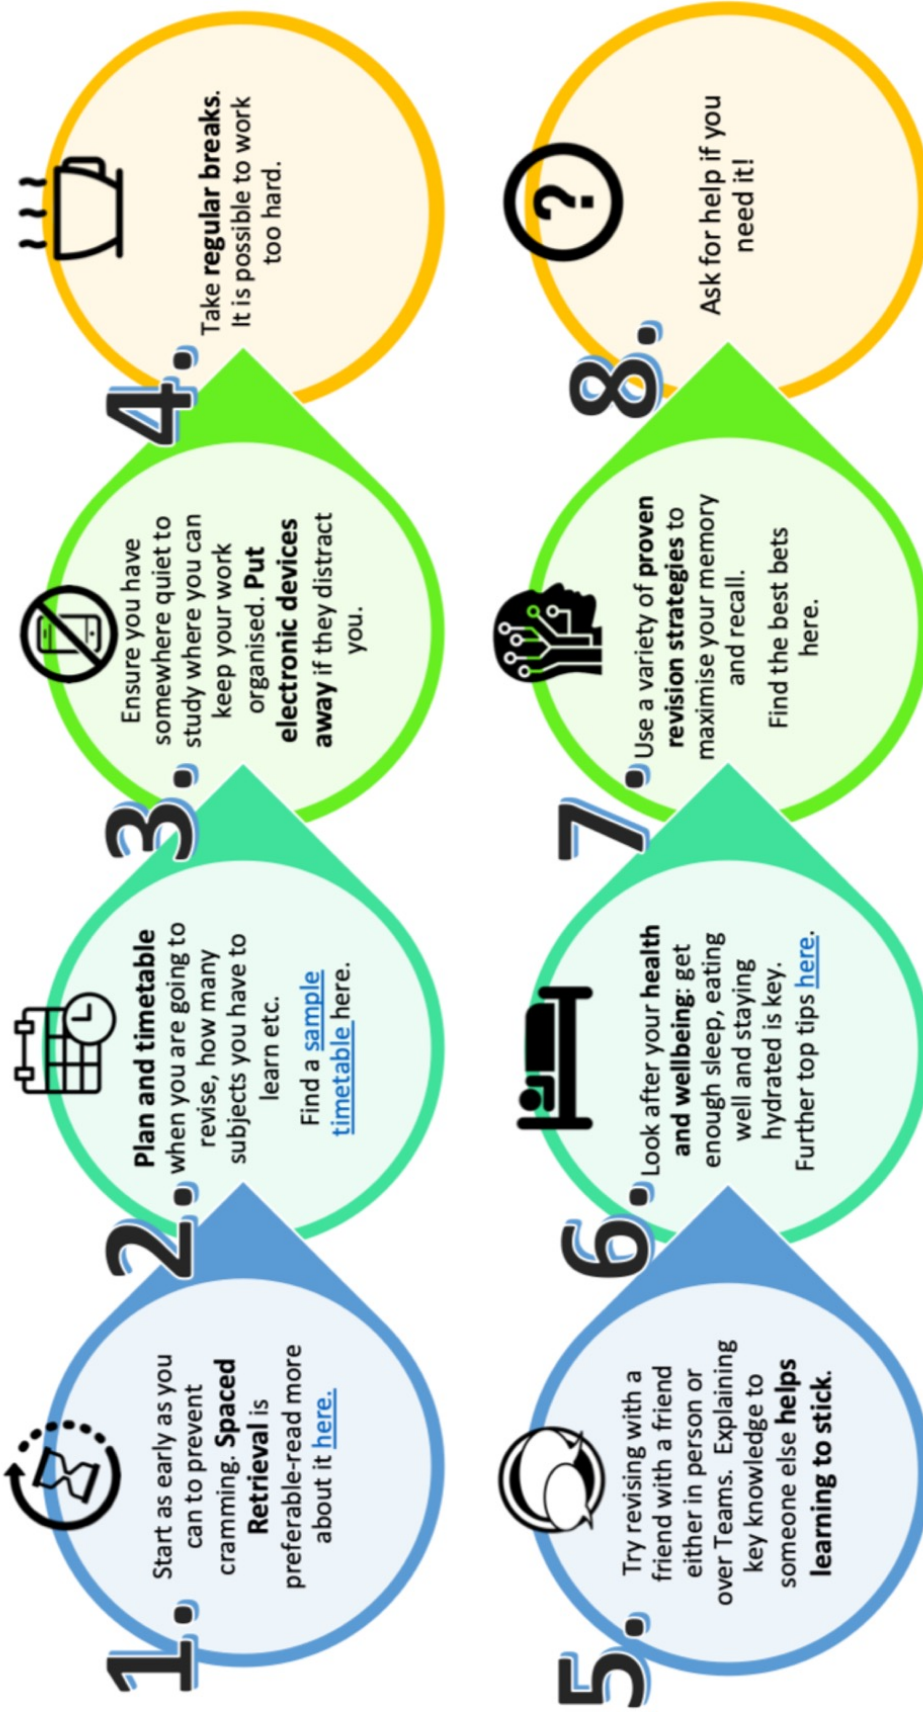 1.
Start as early as you
can to prevent
cramming. Spaced
Retrieval is
preferable-read more
about it here.
2.
Plan and timetable
when you are going to
revise, how many
subjects you have to
learn etc.
Find a sample
timetable here.
3.
Ensure you have
somewhere quiet to
study where you can
keep your work
organised. Put
electronic devices
away if they distract
you.
4.
Take regular breaks.
It is possible to work
too hard.
5.
Try revising with a
friend with a friend
either in person or
over Teams. Explaining
key knowledge to
someone else helps
learning to stick.
6.
Look after your health
and wellbeing: get
enough sleep, eating
well and staying
hydrated is key.
Further top tips here.
7.
Use a variety of proven
revision strategies to
maximise your memory
and recall.
Find the best bets
here.
8.
?
Ask for help if you
need it!